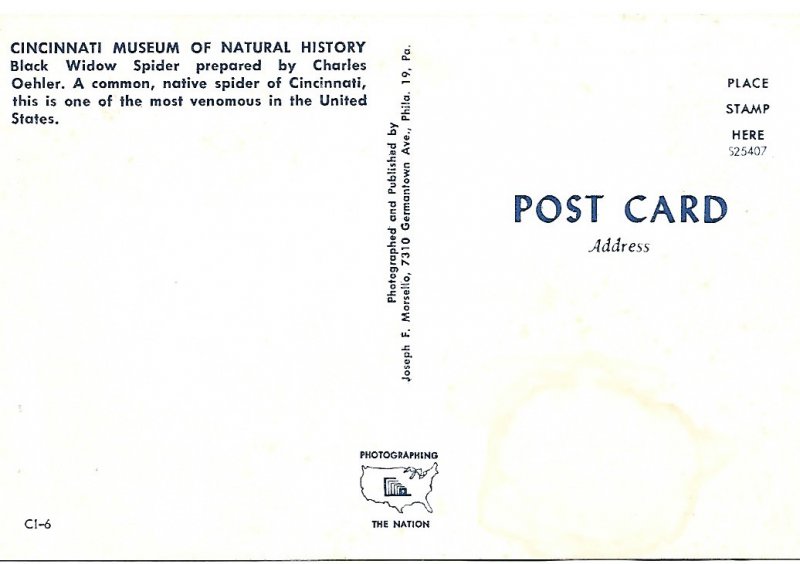 CINCINNATI MUSEUM OF NATURAL HISTORY
Black Widow Spider prepared by Charles
Oehler. A common, native spider of Cincinnati,
this is one of the most venomous in the United
States.
Photographed and Published by
Joseph F. Marsello, 7310 Germantown Ave., Phila. 19, Pa.
PLACE
STAMP
HERE
S25407
POST CARD
Address
PHOTOGRAPHING
THE NATION
CI-6